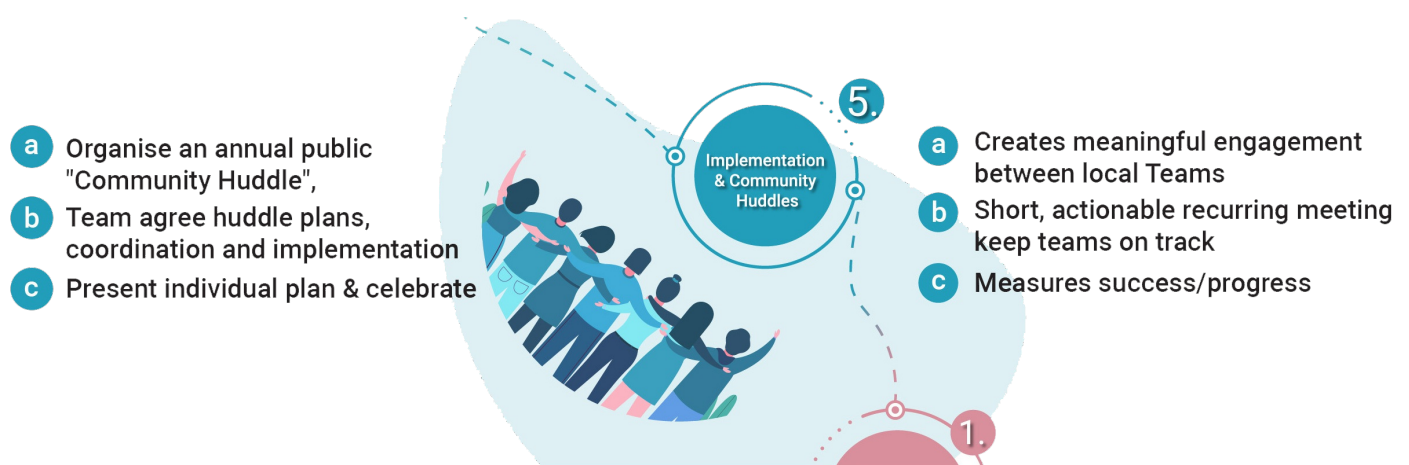 a
Organise an annual public
"Community Huddle",
b
Team agree huddle plans,
coordination and implementation
c
Present individual plan & celebrate
Implementation
& Community
Huddles
5.
a
Creates meaningful engagement
between local Teams
b
Short, actionable recurring meeting
keep teams on track
c
Measures success/progress
1.